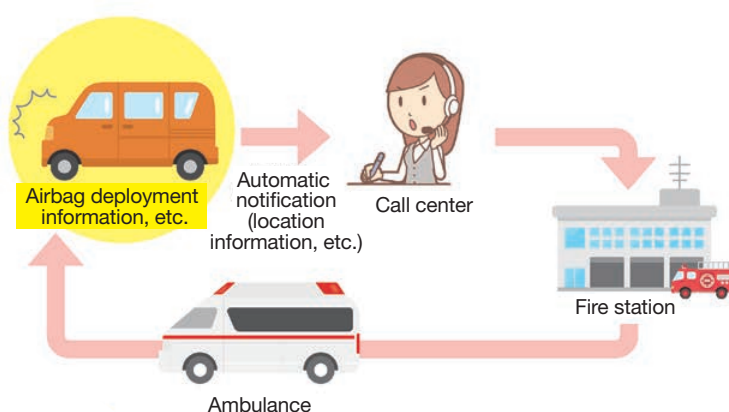 Airbag deployment
information, etc.
Automatic
notification
(location
information, etc.)
Call center
Fire station
Ambulance